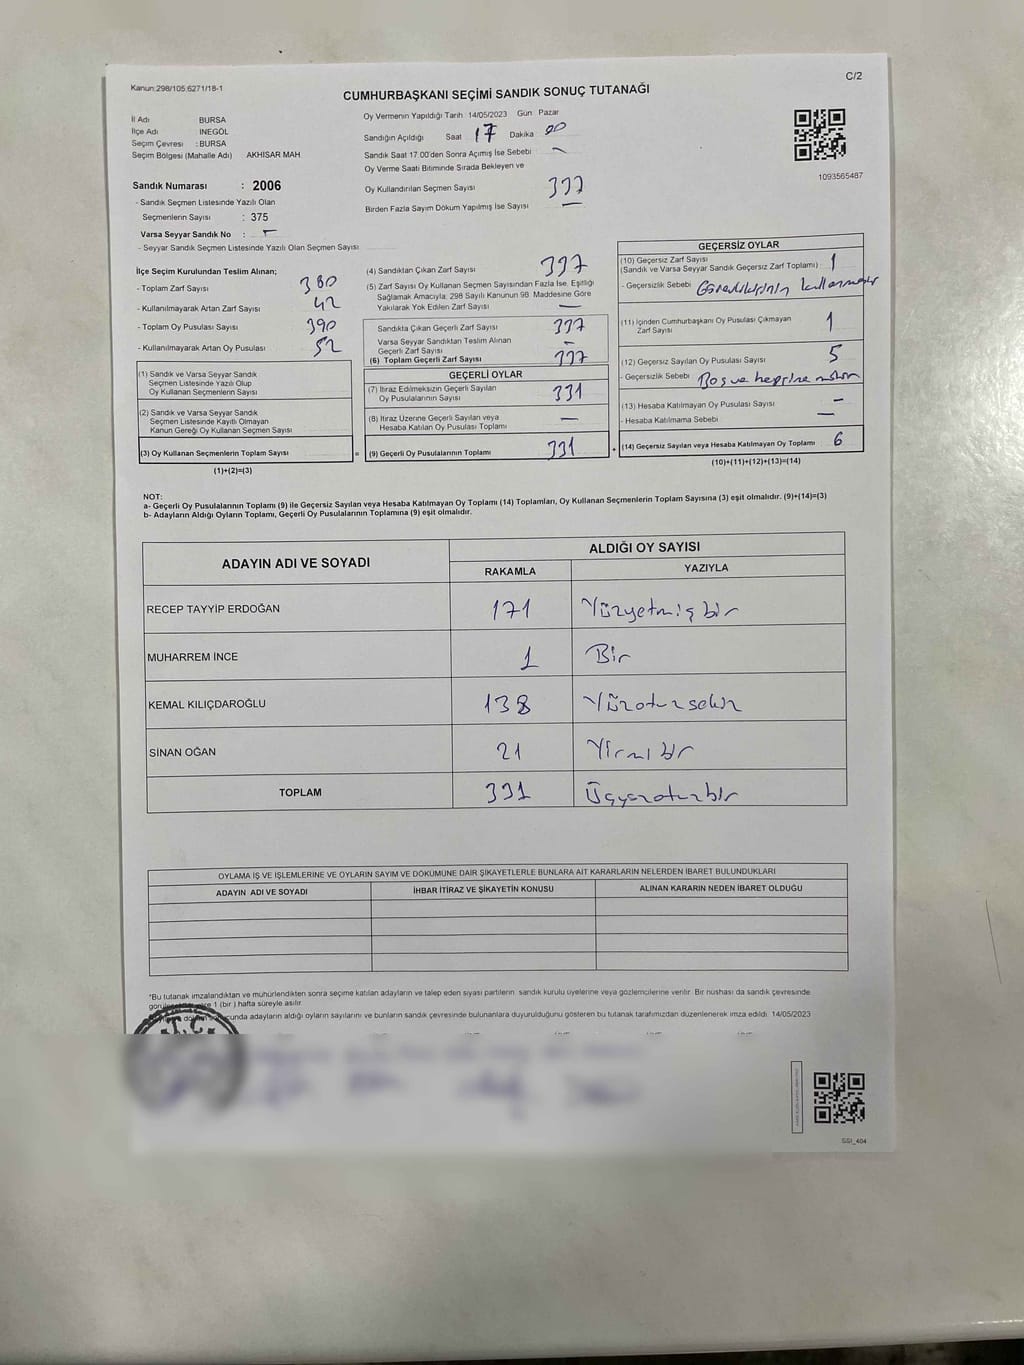 Kanun:298/105.6271/18-1
C/2
CUMHURBAŞKANI SEÇİMİ SANDIK SONUÇ TUTANAĞI
İl Adı BURSA
İlçe Adı İNEGÖL
Seçim Çevresi : BURSA
Seçim Bölgesi (Mahalle Adı) AKHİSAR MAH
Sandık Numarası : 2006
- Sandık Seçmen Listesinde Yazılı Olan
Seçmenlerin Sayısı : 375
Varsa Seyyar Sandık No : -
- Seyyar Sandık Seçmen Listesinde Yazılı Olan Seçmen Sayısı
Oy Vermenin Yapıldığı Tarih 14/05/2023 Gün Pazar
Sandığın Açıldığı Saat 17 Dakika 00
Sandık Saat 17:00'den Sonra Açımış İse Sebebi -
Oy Verme Saati Bitiminde Sırada Bekleyen ve
Oy Kullandırılan Seçmen Sayısı 337
Birden Fazla Sayım Döküm Yapılmış İse Sayısı -
1093565487
İlçe Seçim Kurulundan Teslim Alınan;
- Toplam Zarf Sayısı 380
- Kullanılmayarak Artan Zarf Sayısı 42
- Toplam Oy Pusulası Sayısı 390
- Kullanılmayarak Artan Oy Pusulası 52
(1) Sandık ve Varsa Seyyar Sandık
Seçmen Listesinde Yazılı Olup
Oy Kullanan Seçmenlerin Sayısı
(2) Sandık ve Varsa Seyyar Sandık
Seçmen Listesinde Kayıtlı Olmayan
Kanun Gereği Oy Kullanan Seçmen Sayısı
(3) Oy Kullanan Seçmenlerin Toplam Sayısı =
(1)+(2)=(3)
(4) Sandıktan Çıkan Zarf Sayısı 337
(5) Zarf Sayısı Oy Kullanan Seçmen Sayısından Fazla İse, Eşitliği
Sağlamak Amacıyla; 298 Sayılı Kanunun 98. Maddesine Göre
Yakılarak Yok Edilen Zarf Sayısı -
Sandıkta Çıkan Geçerli Zarf Sayısı 337
Varsa Seyyar Sandıktan Teslim Alınan
Geçerli Zarf Sayısı -
(6) Toplam Geçerli Zarf Sayısı 337
GEÇERLİ OYLAR
(7) İtiraz Edilmeksizin Geçerli Sayılan
Oy Pusulalarının Sayısı 331
(8) İtiraz Üzerine Geçerli Sayılan veya
Hesaba Katılan Oy Pusulası Toplamı -
(9) Geçerli Oy Pusulalarının Toplamı 331
GEÇERSİZ OYLAR
(10) Geçersiz Zarf Sayısı
(Sandık ve Varsa Seyyar Sandık Geçersiz Zarf Toplamı) : 1
- Geçersizlik Sebebi
(11) İçinden Cumhurbaşkanı Oy Pusulası Çıkmayan
Zarf Sayısı 1
(12) Geçersiz Sayılan Oy Pusulası Sayısı 5
- Geçersizlik Sebebi Boş ve hepsine mühür
(13) Hesaba Katılmayan Oy Pusulası Sayısı -
- Hesaba Katılmama Sebebi -
(14) Geçersiz Sayılan veya Hesaba Katılmayan Oy Toplamı 6
(10)+(11)+(12)+(13)=(14)
NOT:
a- Geçerli Oy Pusulalarının Toplamı (9) ile Geçersiz Sayılan veya Hesaba Katılmayan Oy Toplamı (14) Toplamları, Oy Kullanan Seçmenlerin Toplam Sayısına (3) eşit olmalıdır. (9)+(14)=(3)
b- Adayların Aldığı Oyların Toplamı, Geçerli Oy Pusulalarının Toplamına (9) eşit olmalıdır.
ADAYIN ADI VE SOYADI ALDIĞI OY SAYISI
RAKAMLA YAZIYLA
RECEP TAYYİP ERDOĞAN 171 Yüzyetmiş bir
MUHARREM İNCE 1 Bir
KEMAL KILIÇDAROĞLU 138 Yüzotuz sekiz
SİNAN OĞAN 21 Yirmi bir
TOPLAM 331 Üçyüzotuzbir
OYLAMA İŞ VE İŞLEMLERİNE VE OYLARIN SAYIM VE DÖKÜMÜNE DAİR ŞİKAYETLERLE BUNLARA AİT KARARLARIN NELERDEN İBARET BULUNDUKLARI
ADAYIN ADI VE SOYADI İHBAR İTİRAZ VE ŞİKAYETİN KONUSU ALINAN KARARIN NEDEN İBARET OLDUĞU
*Bu tutanak imzalandıktan ve mühürlendikten sonra seçime katılan adayların ve talep eden siyasi partilerin sandık kurulu üyelerine veya gözlemcilerine verilir. Bir nüshası da sandık çevresinde
1 (bir ) hafta süreyle asılır.
adayların aldığı oyların sayılarını ve bunların sandık çevresinde bulunanlara duyurulduğunu gösteren bu tutanak tarafımızdan düzenlenerek imza edildi. 14/05/2023
T.C.
SSI_404